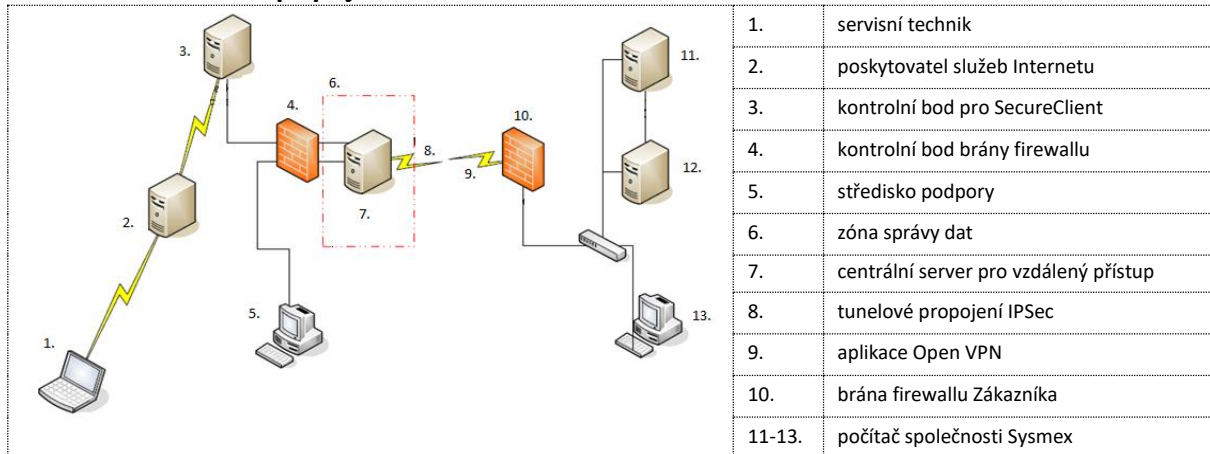 3.
6.
4.
11.
10.
8.
9.
12.
2.
7.
5.
13.
1.
1. servisní technik
2. poskytovatel služeb Internetu
3. kontrolní bod pro SecureClient
4. kontrolní bod brány firewallu
5. středisko podpory
6. zóna správy dat
7. centrální server pro vzdálený přístup
8. tunelové propojení IPSec
9. aplikace Open VPN
10. brána firewallu Zákazníka
11-13. počítač společnosti Sysmex